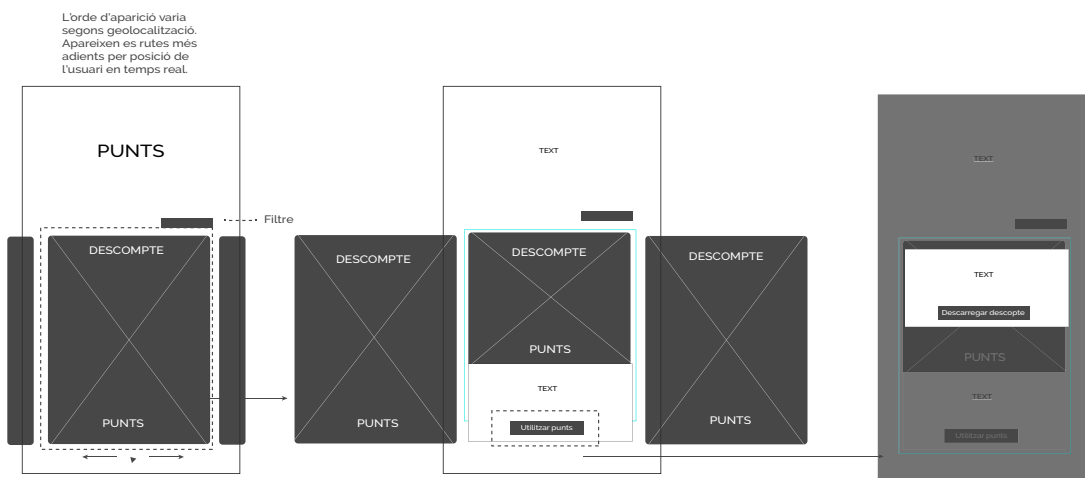 L'orde d'aparició varia
segons geolocalització.
Apareixen es rutes més
adients per posició de
l'usuari en temps real.
PUNTS
Filtre
DESCOMPTE
PUNTS
DESCOMPTE
PUNTS
TEXT
DESCOMPTE
PUNTS
TEXT
Utilitzar punts
DESCOMPTE
PUNTS
TEXT
TEXT
Descarregar descopte
PUNTS
TEXT
Utilitzar punts